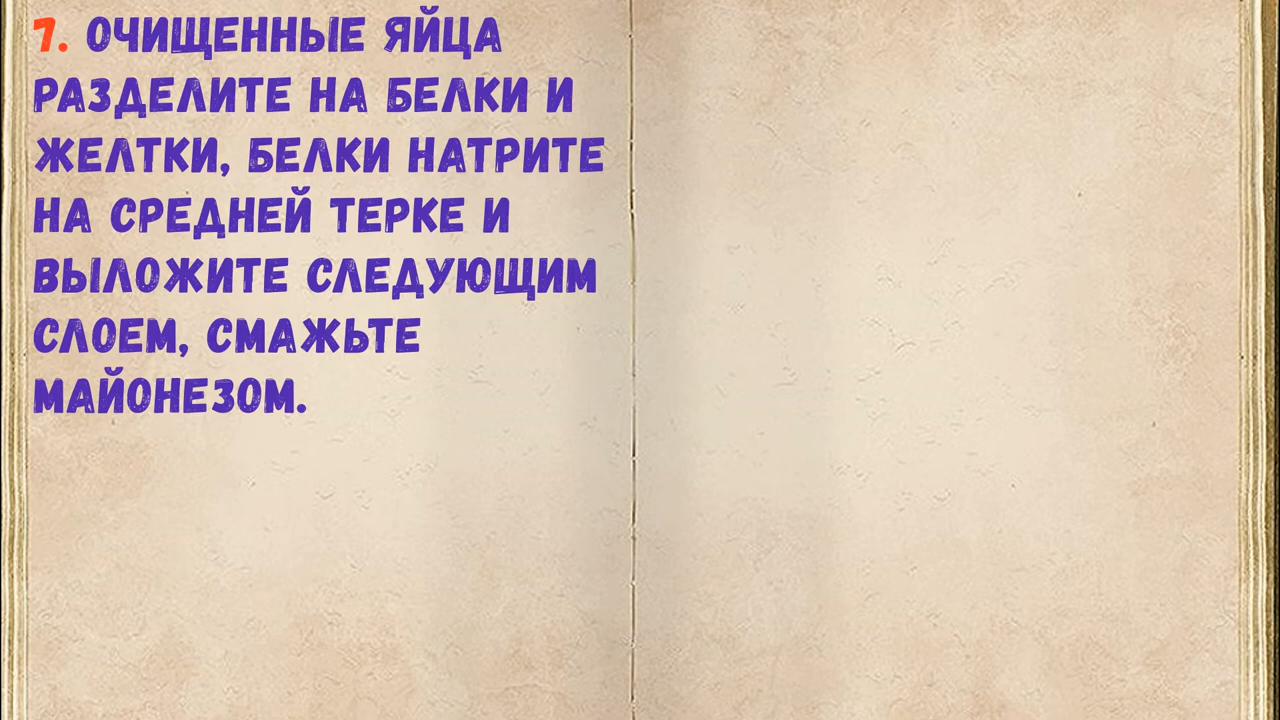 7. ОЧИЩЕННЫЕ ЯЙЦА
РАЗДЕЛИТЕ НА БЕЛКИ И
ЖЕЛТКИ, БЕЛКИ НАТРИТЕ
НА СРЕДНЕЙ ТЕРКЕ И
ВЫЛОЖИТЕ СЛЕДУЮЩИМ
СЛОЕМ, СМАЖЬТЕ
МАЙОНЕЗОМ.